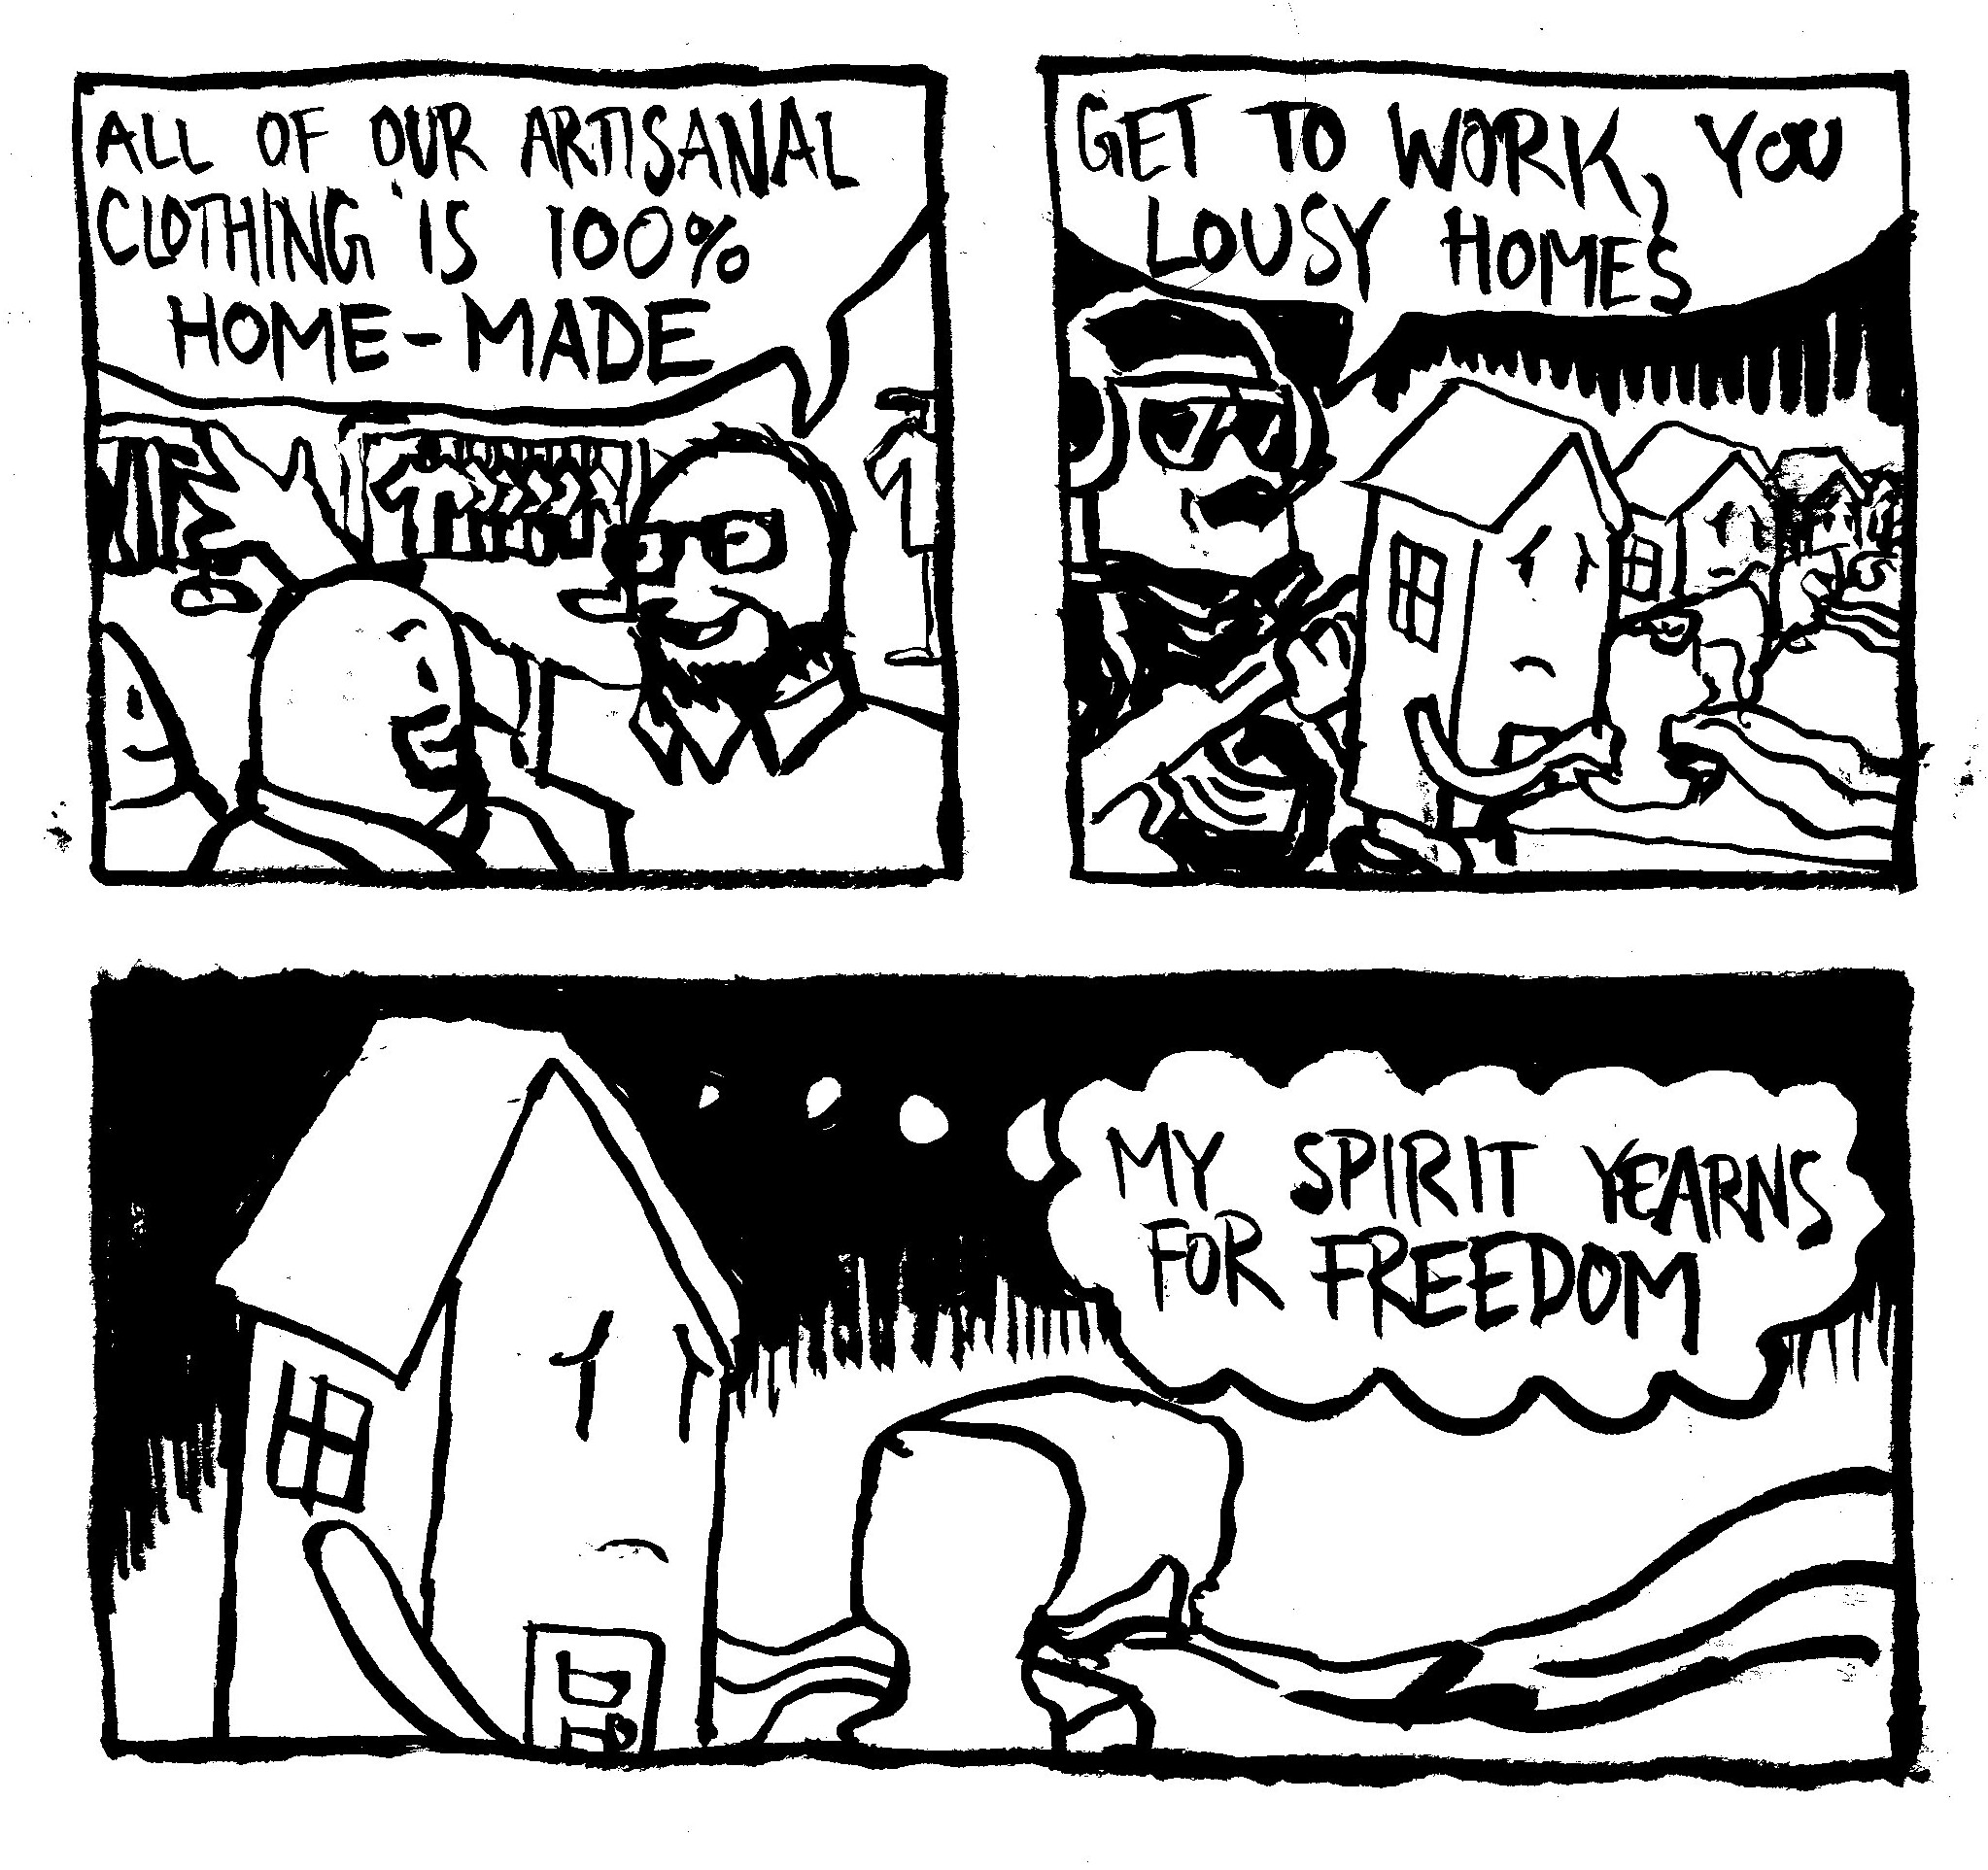 ALL OF OUR ARTISANAL
CLOTHING IS 100%
HOME-MADE
GET TO WORK, YOU
LOUSY HOMES
MY SPIRIT YEARNS
FOR FREEDOM